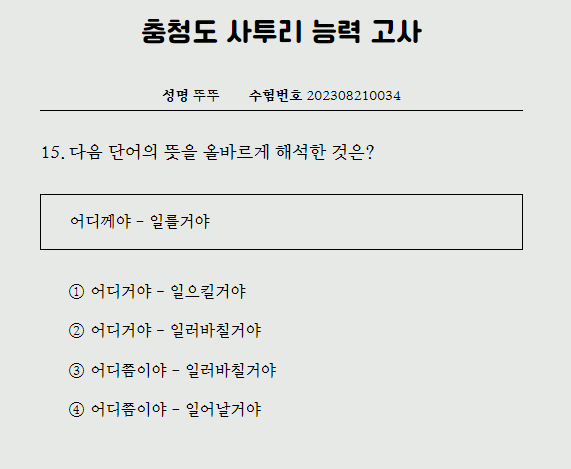 충청도 사투리 능력 고사
성명 뚜뚜 수험번호 202308210034
15. 다음 단어의 뜻을 올바르게 해석한 것은?
어디께야 - 일를거야
① 어디거야 - 일으킬거야
② 어디거야 - 일러바칠거야
③ 어디쯤이야 - 일러바칠거야
④ 어디쯤이야 - 일어날거야